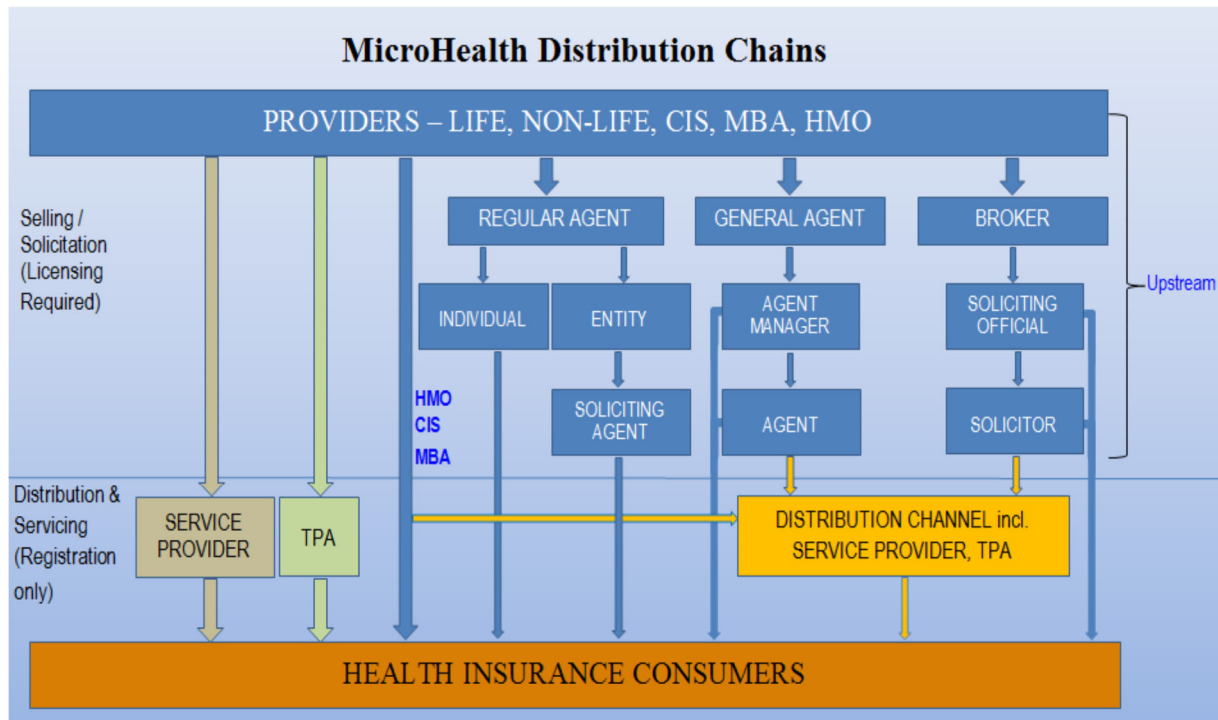 MicroHealth Distribution Chains
PROVIDERS – LIFE, NON-LIFE, CIS, MBA, HMO
Selling /
Solicitation
(Licensing
Required)
REGULAR AGENT
GENERAL AGENT
BROKER
Upstream
INDIVIDUAL
ENTITY
AGENT
MANAGER
SOLICITING
OFFICIAL
HMO
CIS
MBA
SOLICITING
AGENT
AGENT
SOLICITOR
Distribution &
Servicing
(Registration
only)
SERVICE
PROVIDER
TPA
DISTRIBUTION CHANNEL incl.
SERVICE PROVIDER, TPA
HEALTH INSURANCE CONSUMERS